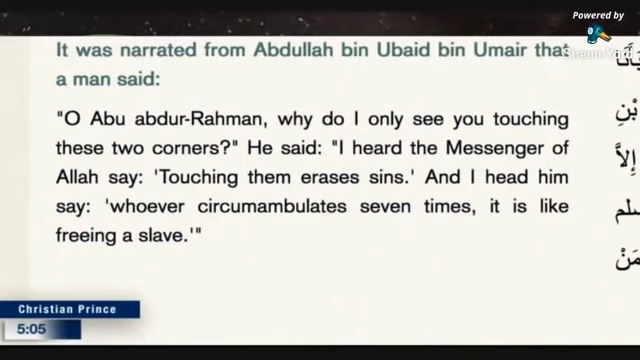 Powered by
It was narrated from Abdullah bin Ubaid bin Umair that
a man said:
"O Abu abdur-Rahman, why do I only see you touching
these two corners?" He said: "I heard the Messenger of
Allah say: 'Touching them erases sins.' And I head him
say: 'whoever circumambulates seven times, it is like
freeing a slave.'"
بْنِ
إِلاَّ
مَنْ
Christian Prince
5:05